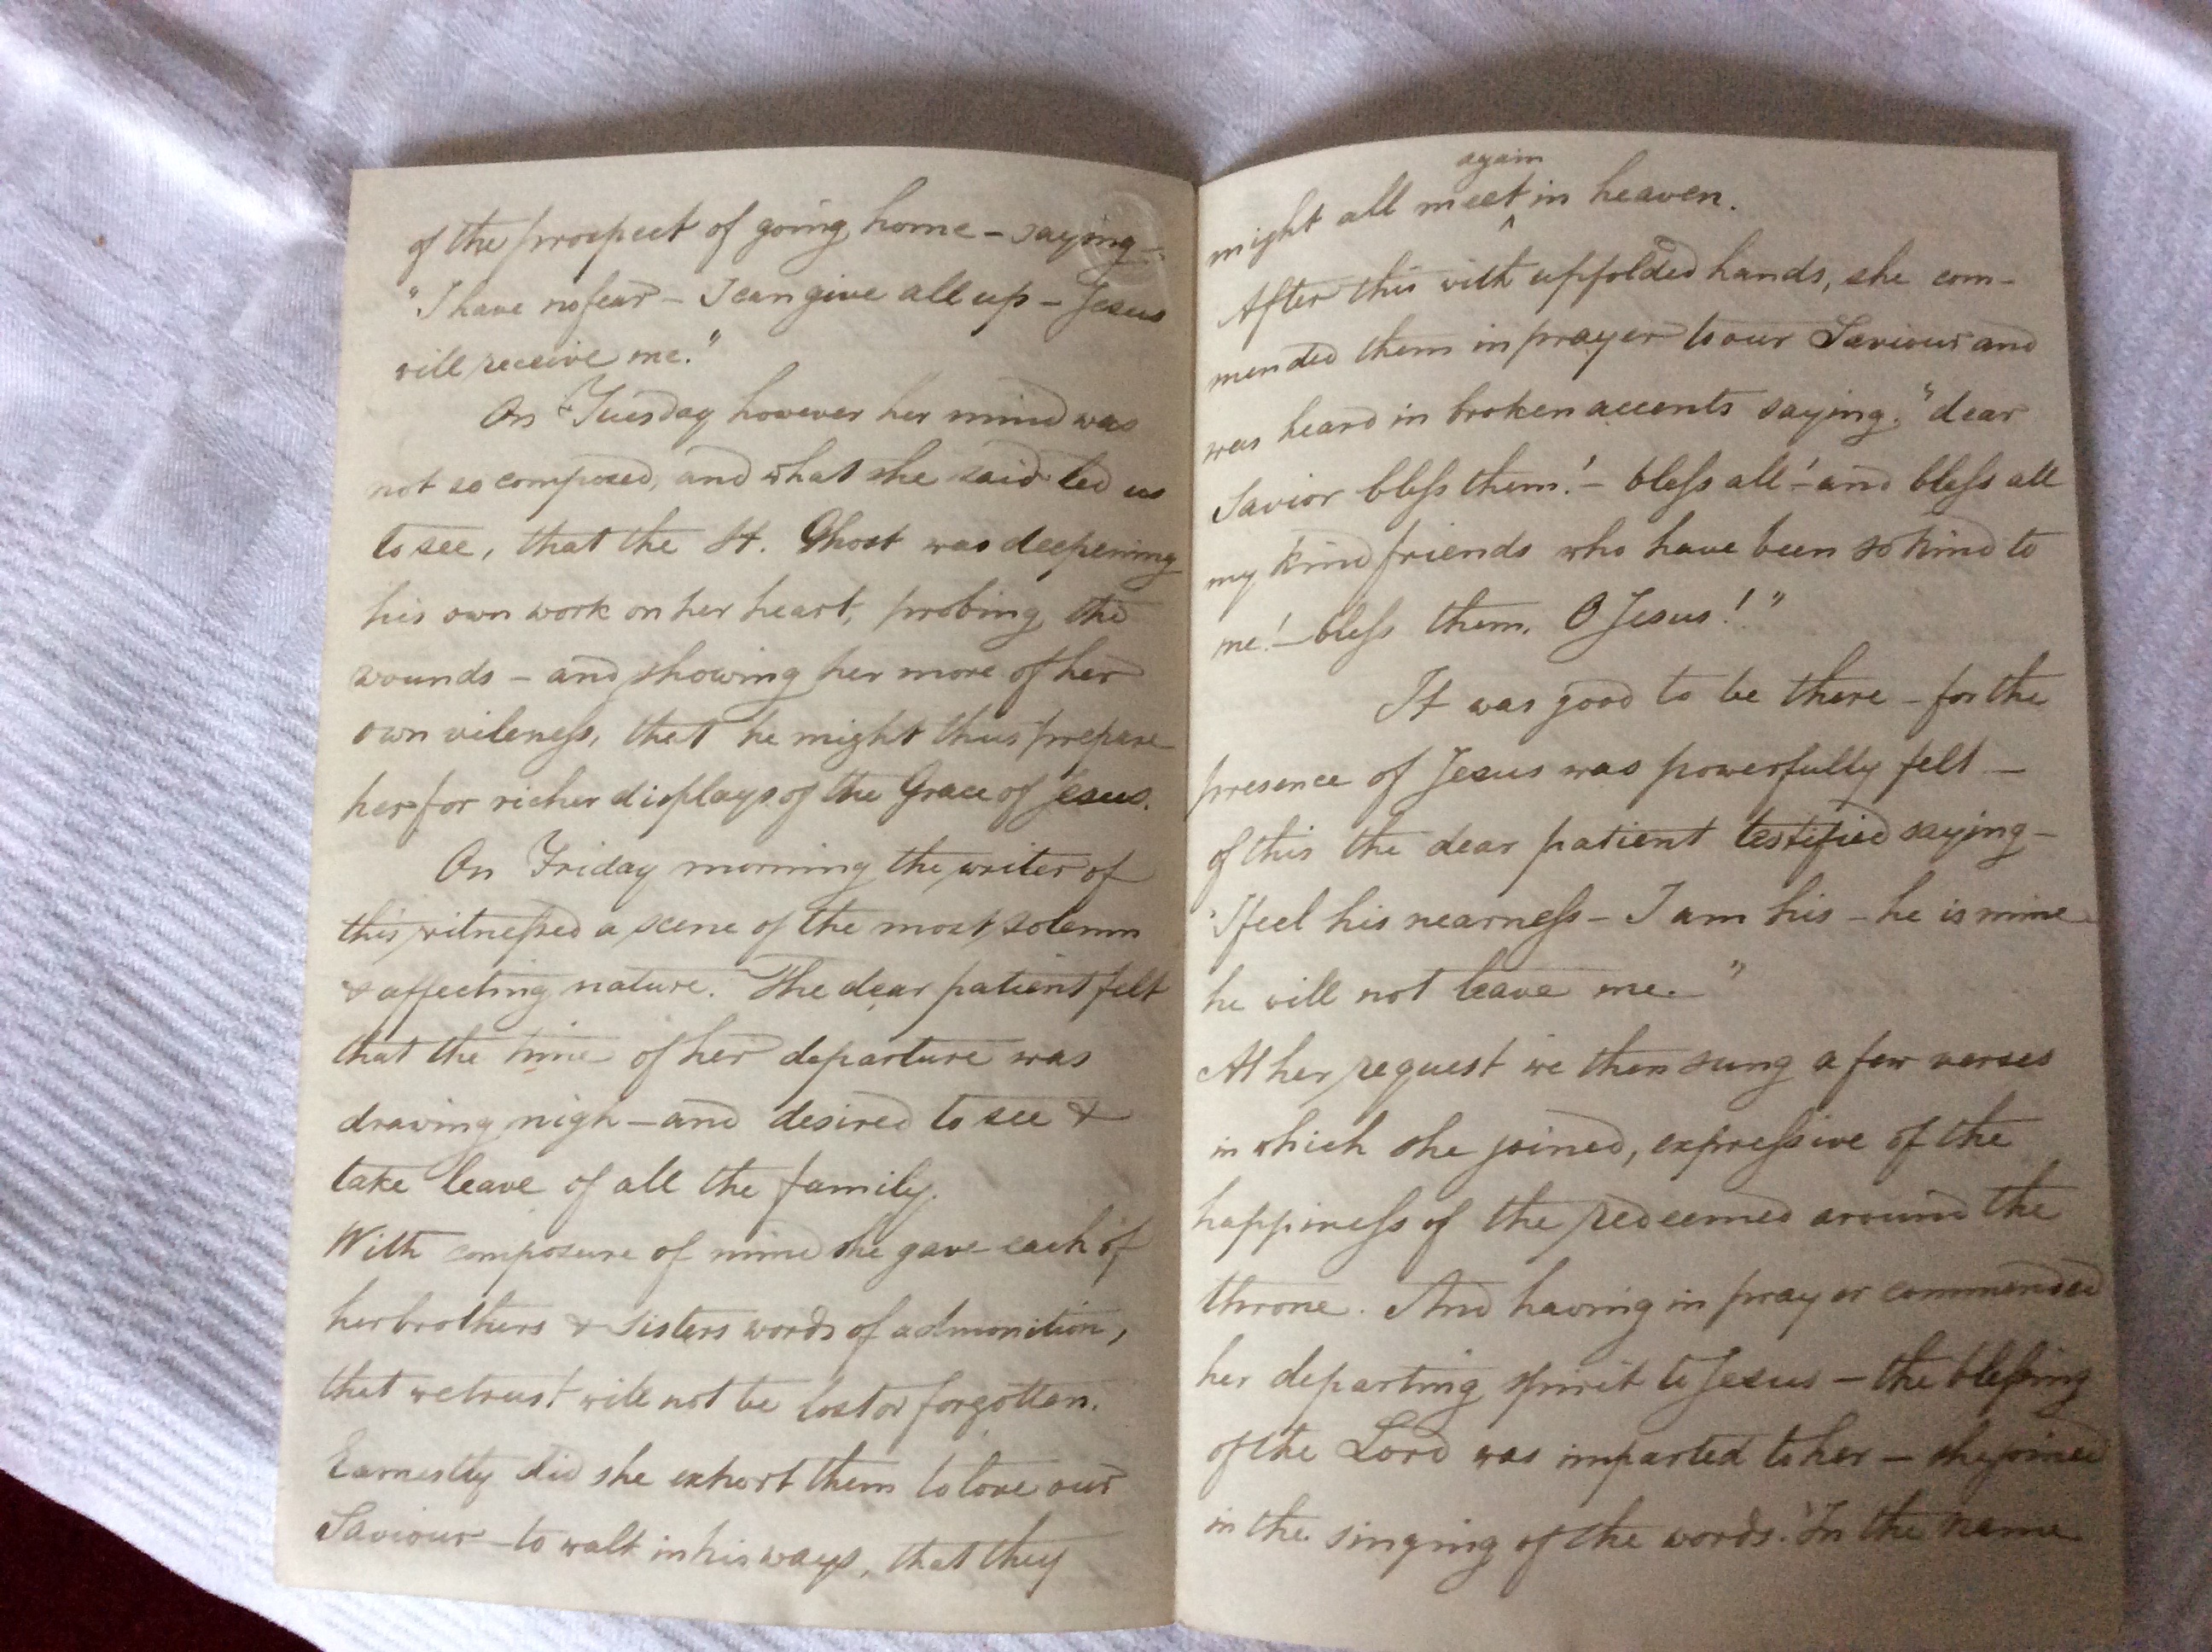 of the prospect of going home – saying –
"I have no fear – I can give all up – Jesus
will receive me."
On Tuesday however her mind was
not so composed, and what she said led us
to see, that the H. Ghost was deepening
his own work on her heart, probing the
wounds – and showing her more of her
own vileness, that he might thus prepare
her for richer displays of the Grace of Jesus.
On Friday morning the writer of
this witnessed a scene of the most solemn
& affecting nature. The dear patient felt
that the time of her departure was
drawing nigh – and desired to see &
take leave of all the family.
With composure of mind she gave each of
her brothers & sisters words of admonition,
that we trust will not be lost or forgotten.
Earnestly did she exhort them to love our
Saviour – to walk in his ways, that they
again
might all meet ^ in heaven.
After this with upfolded hands, she com-
mended them in prayer to our Saviour and
was heard in broken accents saying, "dear
Savior bless them! – bless all! – and bless all
my kind friends who have been so kind to
me! – bless them, O Jesus!"
It was good to be there – for the
presence of Jesus was powerfully felt –
of this the dear patient testified saying –
"I feel his nearness – I am his – he is mine
he will not leave me. –"
At her request we then sung a few verses
in which she joined, expressive of the
happiness of the redeemed around the
throne. And having in prayer commended
her departing spirit to Jesus – the blessing
of the Lord was imparted to her – she joined
in the singing of the words. "In the name